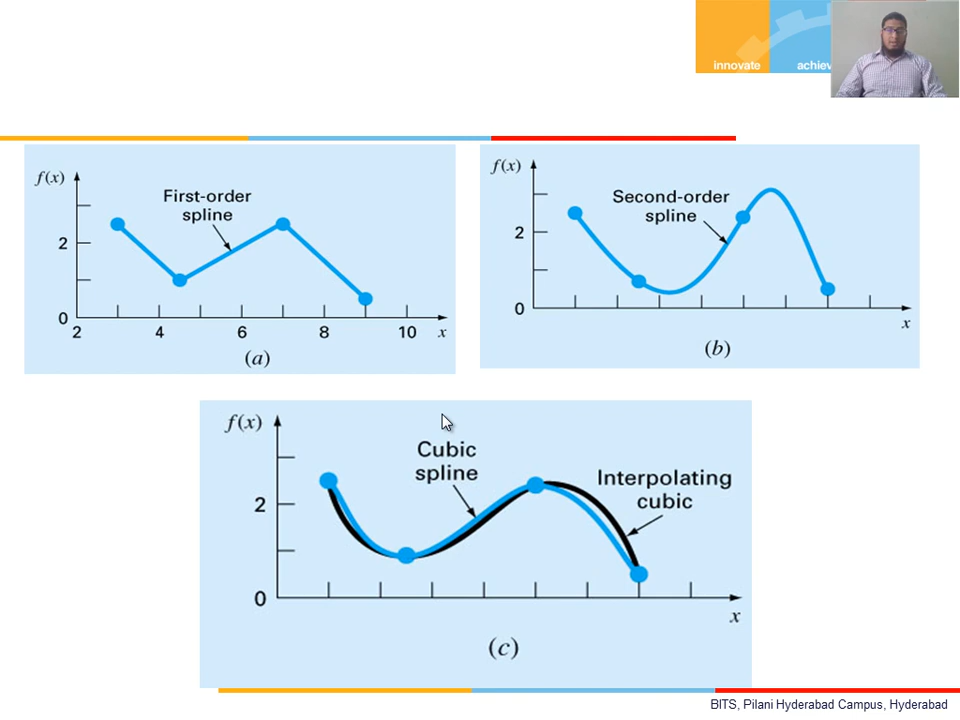 innovate
achiev
f(x)
First-order
spline
2
0
2
4
6
8
10
x
(a)
f(x)
Second-order
spline
2
0
x
(b)
f(x)
Cubic
spline
Interpolating
cubic
2
0
x
(c)
BITS, Pilani Hyderabad Campus, Hyderabad